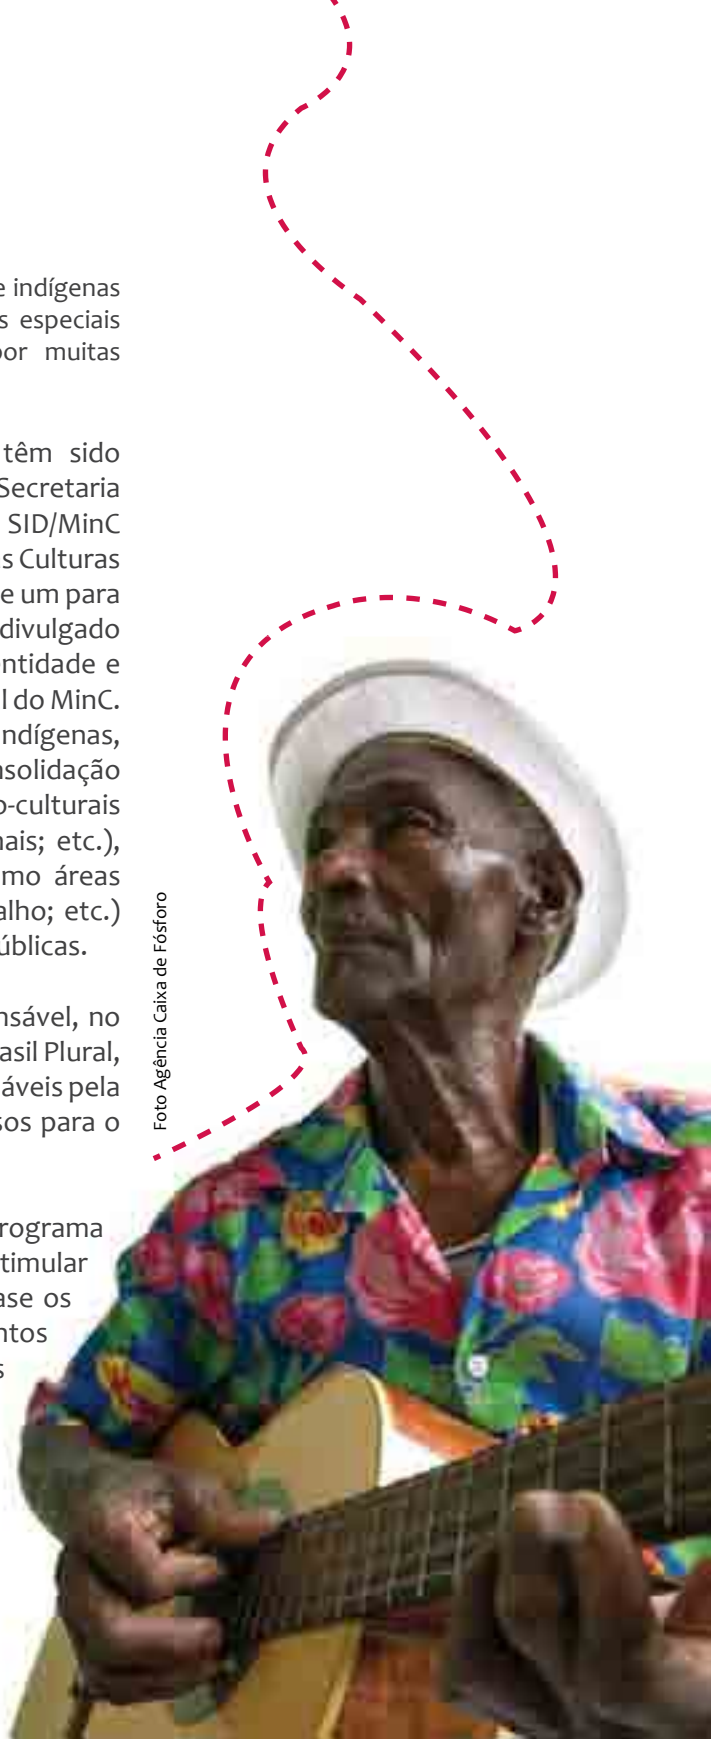 e indígenas
s especiais
por muitas
têm sido
Secretaria
SID/MinC
s Culturas
e um para
divulgado
ntidade e
l do MinC.
ndígenas,
nsolidação
o-culturais
nais; etc.),
mo áreas
alho; etc.)
úblicas.
nsável, no
asil Plural,
áveis pela
sos para o
rograma
timular
ase os
ntos
s
Foto Agência Caixa de Fósforo